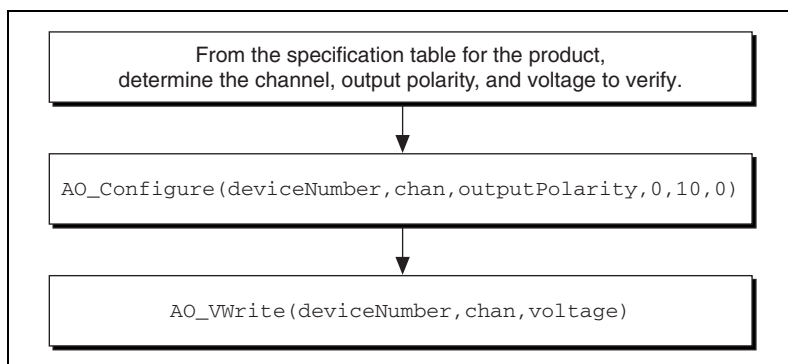 From the specification table for the product,
determine the channel, output polarity, and voltage to verify.
AO_Configure(deviceNumber,chan,outputPolarity,0,10,0)
AO_VWrite(deviceNumber,chan,voltage)